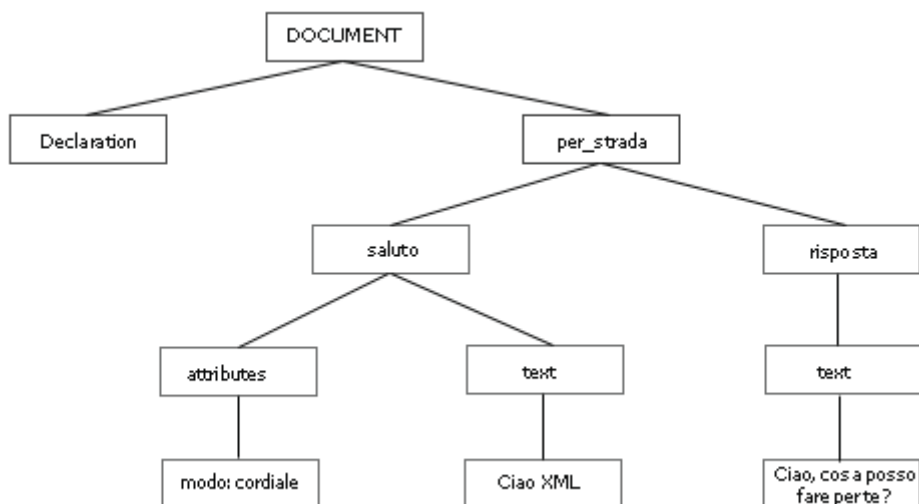 DOCUMENT
Declaration
per_strada
saluto
risposta
attributes
text
text
modo: cordiale
Ciao XML
Ciao, cosa posso
fare per te?